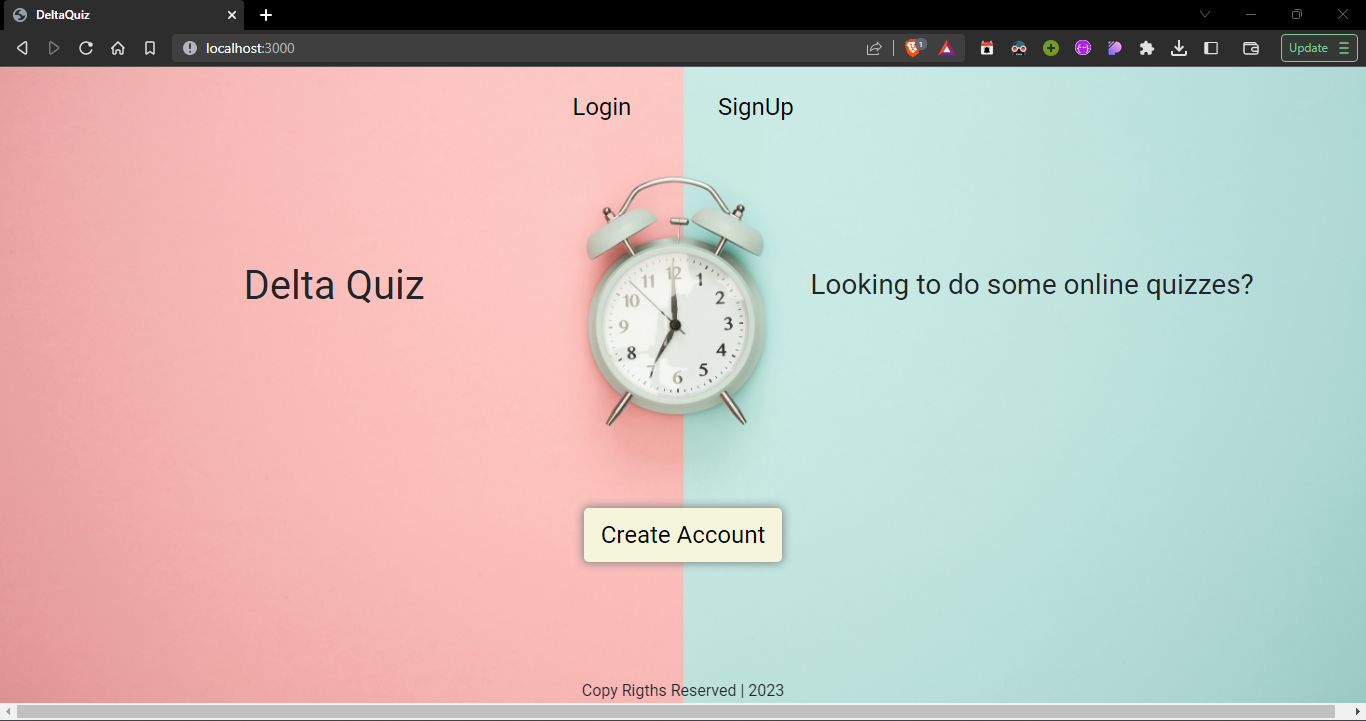 DeltaQuiz
localhost:3000
1
Update
Login
SignUp
12
11
1
10
2
9
3
8
4
7
5
6
Delta Quiz
Looking to do some online quizzes?
Create Account
Copy Rigths Reserved | 2023